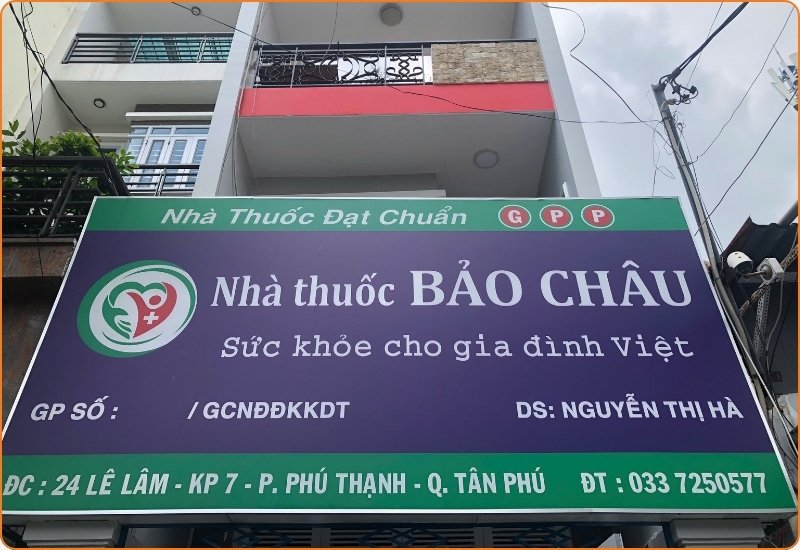 Nhà Thuốc Đạt Chuẩn GPP
Nhà thuốc BẢO CHÂU
Sức khỏe cho gia đình Việt
GP SỐ : / GCNĐĐKKDT DS: NGUYỄN THỊ HÀ
ĐC : 24 LÊ LÂM - KP 7 - P. PHÚ THẠNH - Q. TÂN PHÚ ĐT : 033 7250577